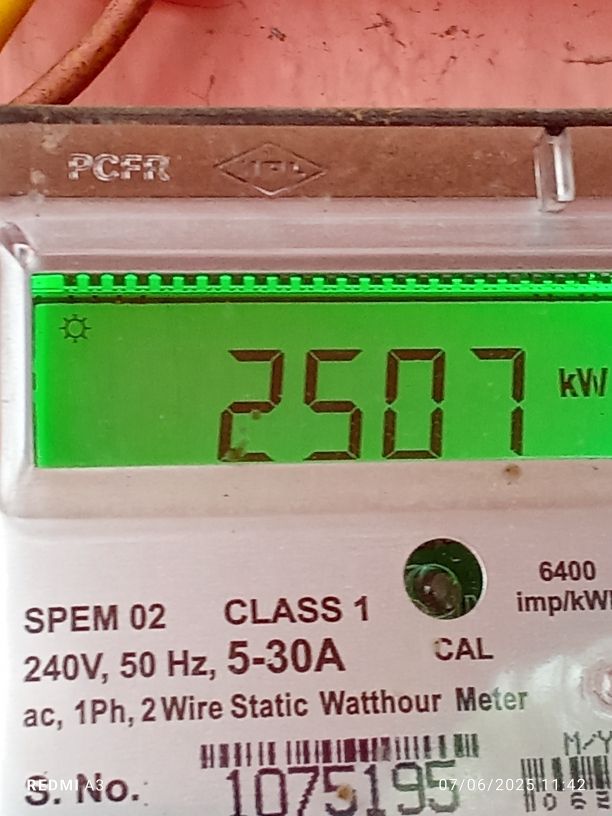 PCFR
2507 kW
6400
imp/kW
SPEM 02 CLASS 1
240V, 50 Hz, 5-30A CAL
ac, 1Ph, 2 Wire Static Watthour Meter
M/Y
S. No. 1075195
REDMI A3 07/06/2025 11:42